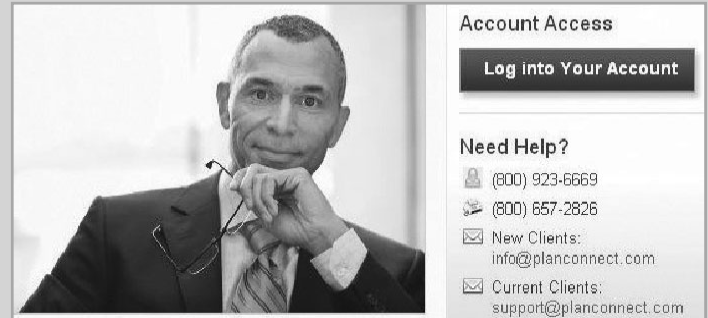 Account Access
Log into Your Account
Need Help?
(800) 923-6669
(800) 657-2826
New Clients:
info@planconnect.com
Current Clients:
support@planconnect.com